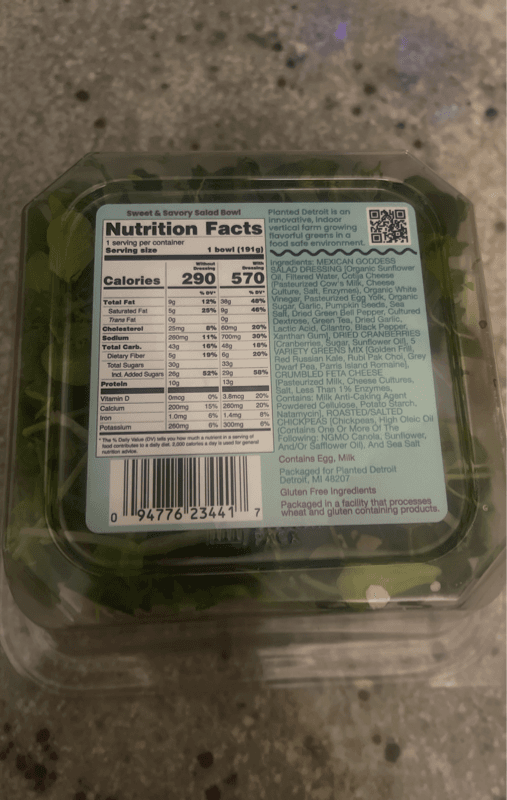 Sweet & Savory Salad Bowl
Nutrition Facts
1 serving per container
Serving size 1 bowl (191g)
Without Dressing With Dressing
Calories 290 570
% DV* % DV*
Total Fat 9g 12% 36g 46%
Saturated Fat 5g 25% 9g 46%
Trans Fat 0g 0g
Cholesterol 25mg 8% 60mg 20%
Sodium 260mg 11% 700mg 30%
Total Carb. 43g 16% 48g 18%
Dietary Fiber 5g 19% 6g 20%
Total Sugars 30g 33g
Incl. Added Sugars 26g 52% 29g 58%
Protein 10g 13g
Vitamin D 0mcg 0% 3.8mcg 20%
Calcium 200mg 15% 260mg 20%
Iron 1.0mg 6% 1.4mg 8%
Potassium 260mg 6% 300mg 6%
* The % Daily Value (DV) tells you how much a nutrient in a serving of
food contributes to a daily diet. 2,000 calories a day is used for general
nutrition advice.
0 94776 23441 7
Planted Detroit is an
innovative, indoor
vertical farm growing
flavorful greens in a
food safe environment.
Ingredients: MEXICAN GODDESS
SALAD DRESSING [Organic Sunflower
Oil, Filtered Water, Cotija Cheese
(Pasteurized Cow's Milk, Cheese
Culture, Salt, Enzymes), Organic White
Vinegar, Pasteurized Egg Yolk, Organic
Sugar, Garlic, Pumpkin Seeds, Sea
Salt, Dried Green Bell Pepper, Cultured
Dextrose, Green Tea, Dried Garlic,
Lactic Acid, Cilantro, Black Pepper,
Xanthan Gum], DRIED CRANBERRIES
[Cranberries, Sugar, Sunflower Oil], 5
VARIETY GREENS MIX [Golden Frill,
Red Russian Kale, Rubi Pak Choi, Grey
Dwarf Pea, Parris Island Romaine],
CRUMBLED FETA CHEESE
[Pasteurized Milk, Cheese Cultures,
Salt, Less Than 1% Enzymes,
Contains: Milk Anti-Caking Agent
Powdered Cellulose, Potato Starch,
Natamycin], ROASTED/SALTED
CHICKPEAS [Chickpeas, High Oleic Oil
(Contains One Or More Of The
Following: NGMO Canola, Sunflower,
And/Or Safflower Oil), And Sea Salt
Contains Egg, Milk
Packaged for Planted Detroit
Detroit, MI 48207
Gluten Free Ingredients
Packaged in a facility that processes
wheat and gluten containing products.